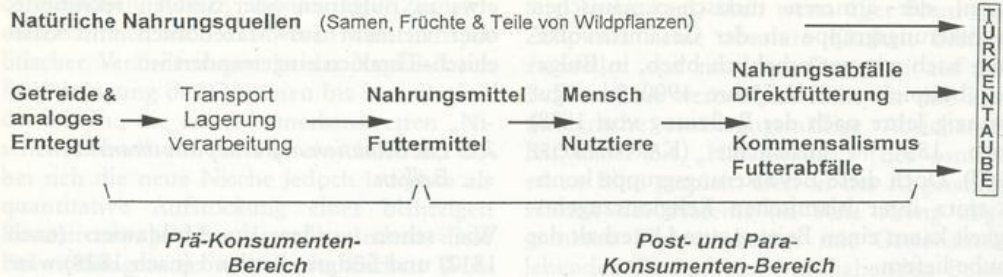 Natürliche Nahrungsquellen (Samen, Früchte & Teile von Wildpflanzen)
Getreide &
analoges
Erntegut
Transport
Lagerung
Verarbeitung
Nahrungsmittel
Futtermittel
Mensch
Nutztiere
Nahrungsabfälle
Direktfütterung
Kommensalismus
Futterabfälle
TÜRKENTAUBE
Prä-Konsumenten-
Bereich
Post- und Para-
Konsumenten-Bereich